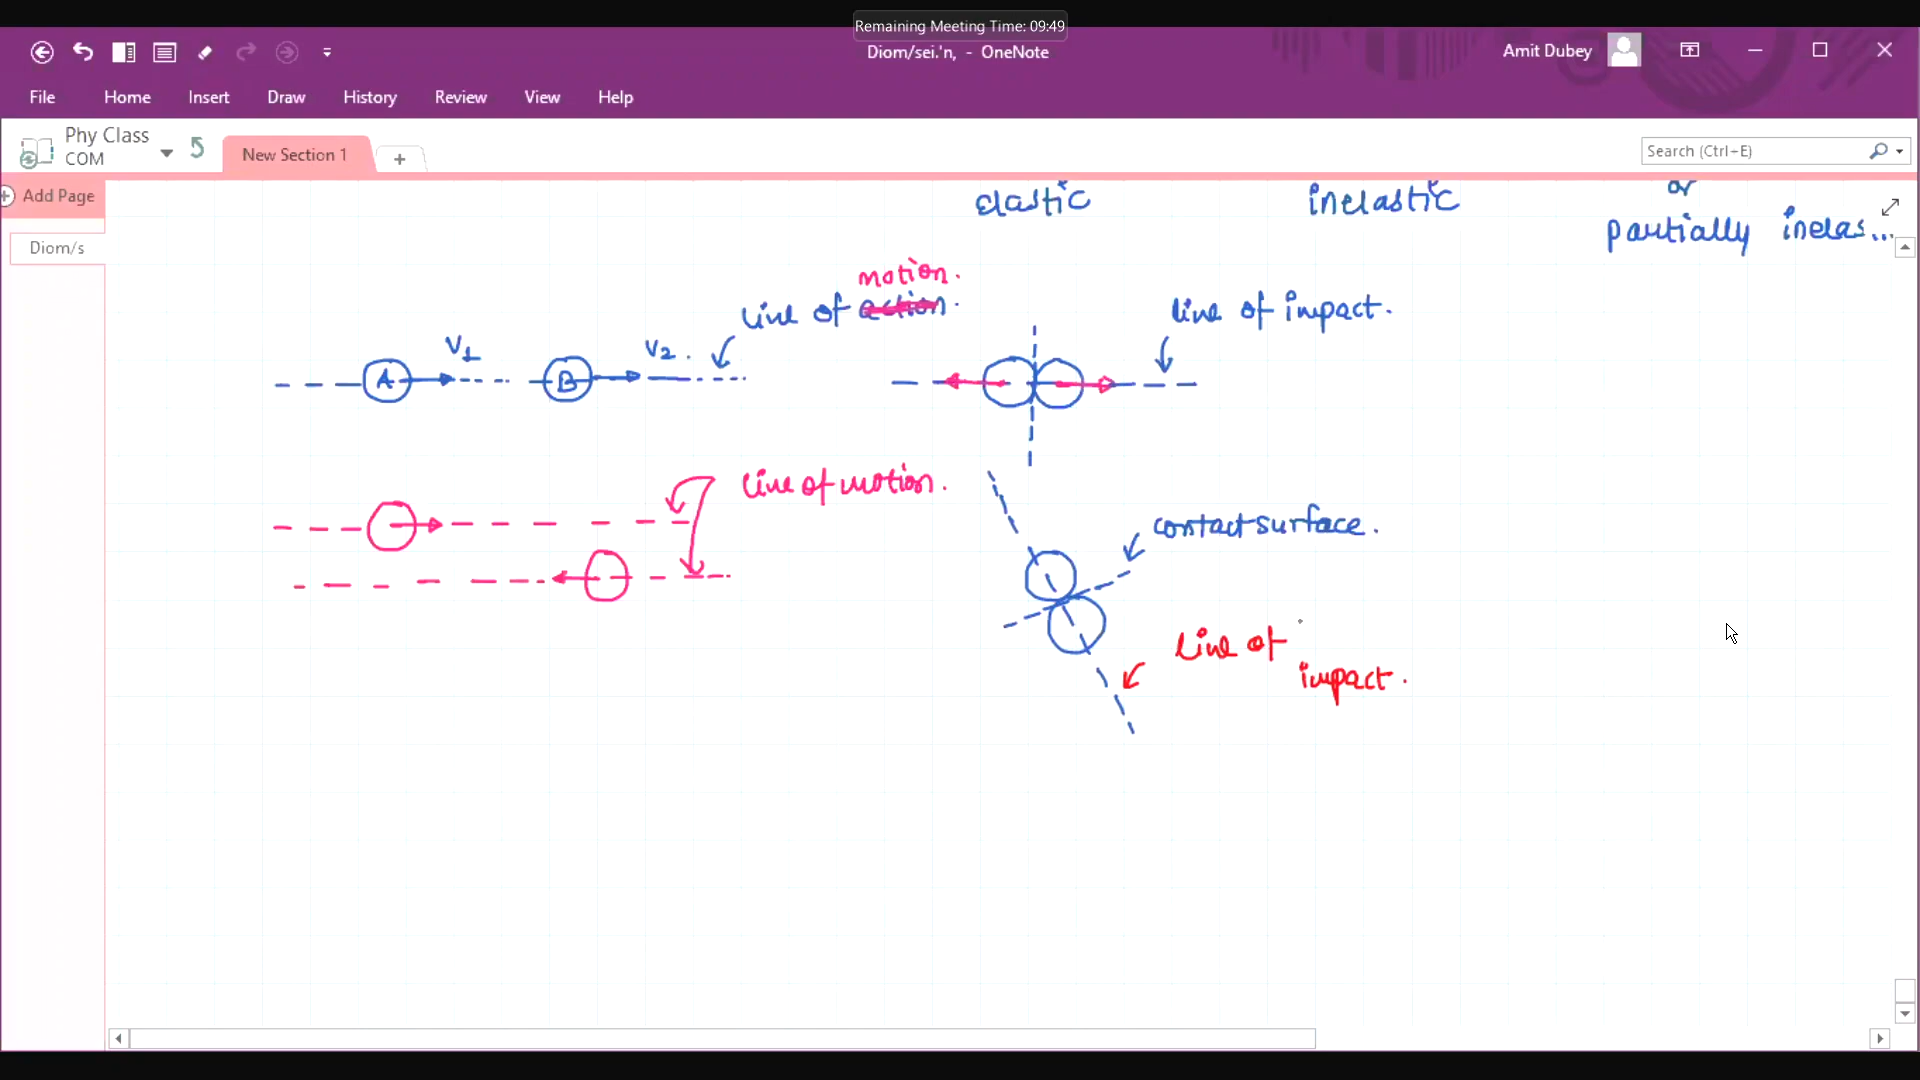 Remaining Meeting Time: 09:49
Diom/sei.'n, - OneNote
Amit Dubey
File Home Insert Draw History Review View Help
Phy Class
COM
New Section 1
+
Search (Ctrl+E)
Add Page
Diom/s
elastic
inelastic
or
partially inelas...
motion.
line of action.
line of impact.
V1
V2.
A
B
line of motion.
contact surface.
line of
impact.